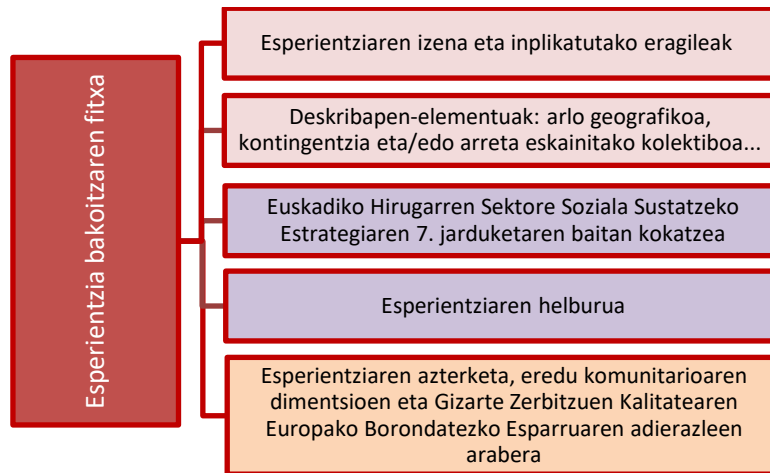 Esperientzia bakoitzaren fitxa
Esperientziaren izena eta inplikatutako eragileak
Deskribapen-elementuak: arlo geografikoa,
kontingentzia eta/edo arreta eskainitako kolektiboa...
Euskadiko Hirugarren Sektore Soziala Sustatzeko
Estrategiaren 7. jarduketaren baitan kokatzea
Esperientziaren helburua
Esperientziaren azterketa, eredu komunitarioaren
dimentsioen eta Gizarte Zerbitzuen Kalitatearen
Europako Borondatezko Esparruaren adierazleen
arabera